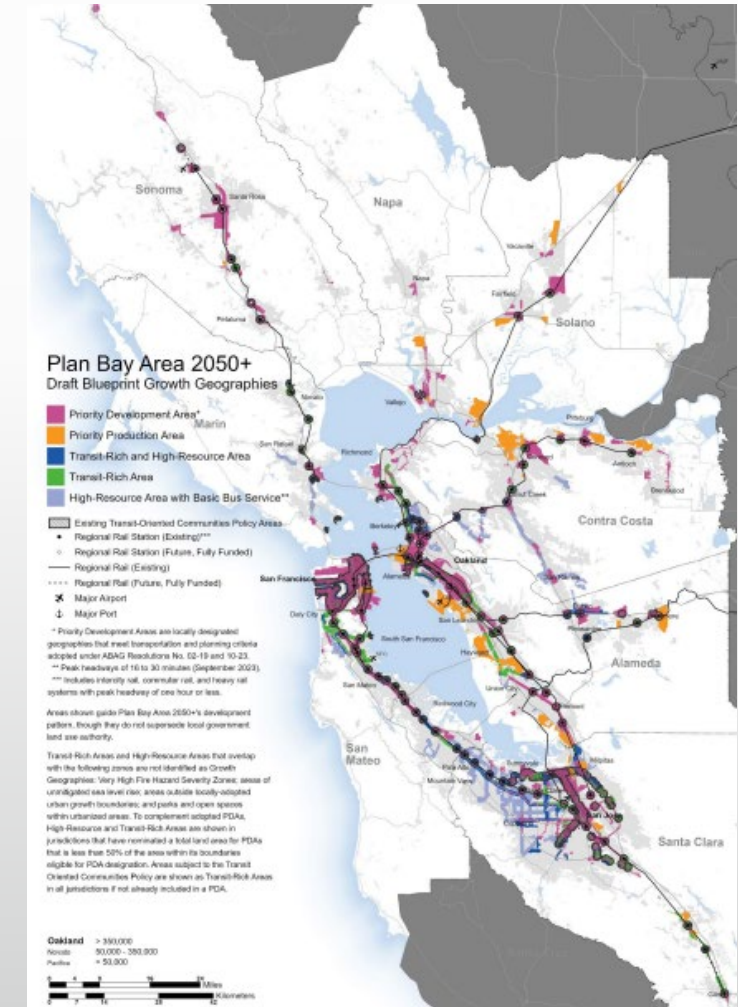 Sonoma
Santa Rosa
Napa
Vacaville
Napa
Fairfield
Solano
Petaluma
Plan Bay Area 2050+
Draft Blueprint Growth Geographies
Novato
Vallejo
Priority Development Area*
Marin
Pittsburg
Priority Production Area
San Rafael
Richmond
Antioch
Transit-Rich and High-Resource Area
Transit-Rich Area
Brentwood
High-Resource Area with Basic Bus Service**
Walnut Creek
Contra Costa
Existing Transit-Oriented Communities Policy Areas
Berkeley
Regional Rail Station (Existing)***
Regional Rail Station (Future, Fully Funded)
Oakland
Regional Rail (Existing)
Alameda
San Francisco
Regional Rail (Future, Fully Funded)
Major Airport
Major Port
Daly City
San Leandro
South San Francisco
Hayward
Alameda
* Priority Development Areas are locally designated
geographies that meet transportation and planning criteria
adopted under ABAG Resolutions No. 02-19 and 10-23.
** Peak headways of 16 to 30 minutes (September 2023).
*** Includes intercity rail, commuter rail, and heavy rail
systems with peak headway of one hour or less.
San Mateo
Union City
Redwood City
Fremont
Areas shown guide Plan Bay Area 2050+'s development
pattern, though they do not supersede local government
land use authority.
San
Mateo
Palo Alto
Mountain View
Sunnyvale
Milpitas
San Jose
Santa Clara
Transit-Rich Areas and High-Resource Areas that overlap
with the following zones are not identified as Growth
Geographies: Very High Fire Hazard Severity Zones; areas of
unmitigated sea level rise; areas outside locally-adopted
urban growth boundaries; and parks and open spaces
within urbanized areas. To complement adopted PDAs,
High-Resource and Transit-Rich Areas are shown in
jurisdictions that have nominated a total land area for PDAs
that is less than 50% of the area within its boundaries
eligible for PDA designation. Areas subject to the Transit
Oriented Communities Policy are shown as Transit-Rich Areas
in all jurisdictions if not already included in a PDA.
Oakland > 350,000
Novato 50,000 - 350,000
Pacifica < 50,000
Miles
Kilometers